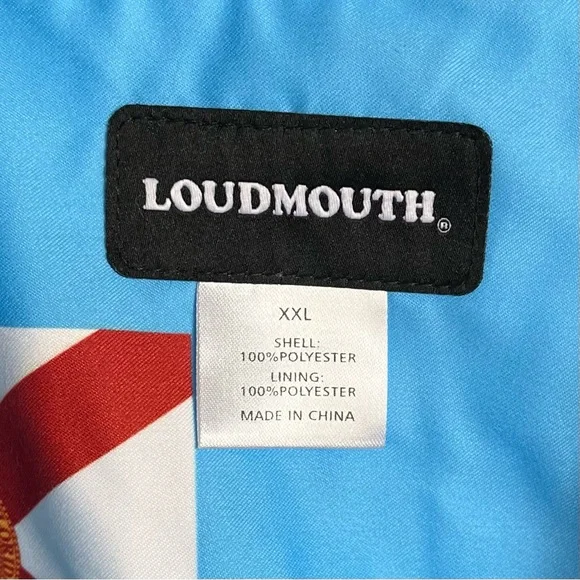 LOUDMOUTH®
XXL
SHELL:
100%POLYESTER
LINING:
100%POLYESTER
MADE IN CHINA